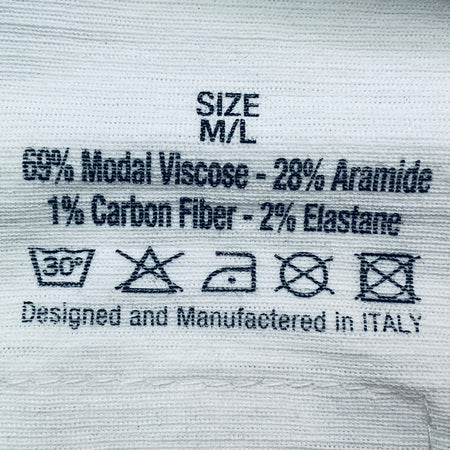 SIZE
M/L
69% Modal Viscose - 28% Aramide
1% Carbon Fiber - 2% Elastane
30°
Designed and Manufactered in ITALY